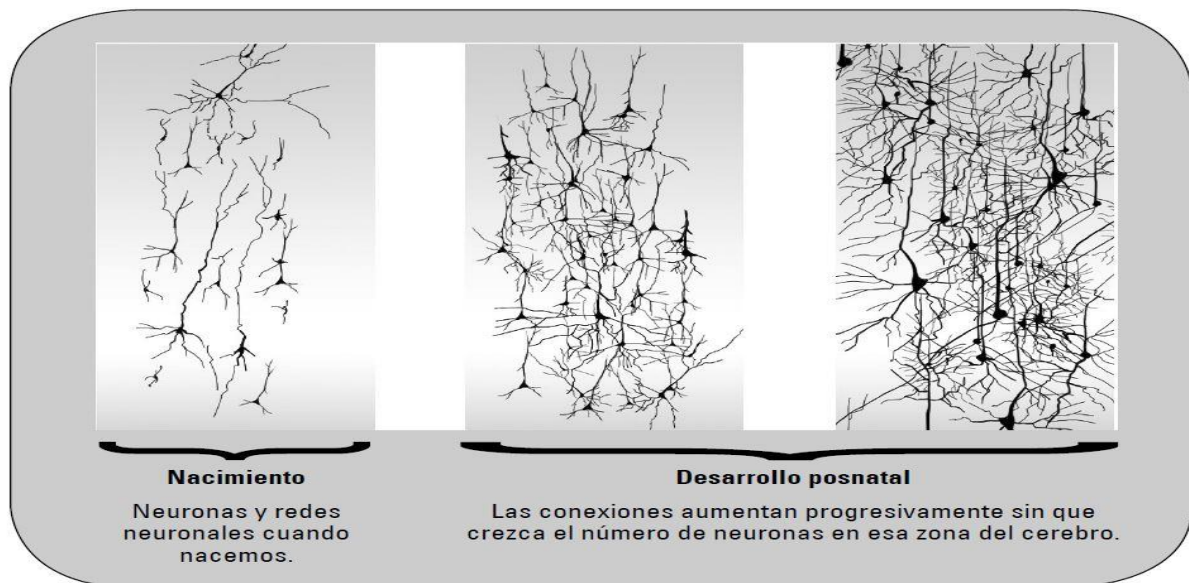 Nacimiento
Neuronas y redes
neuronales cuando
nacemos.
Desarrollo posnatal
Las conexiones aumentan progresivamente sin que
crezca el número de neuronas en esa zona del cerebro.